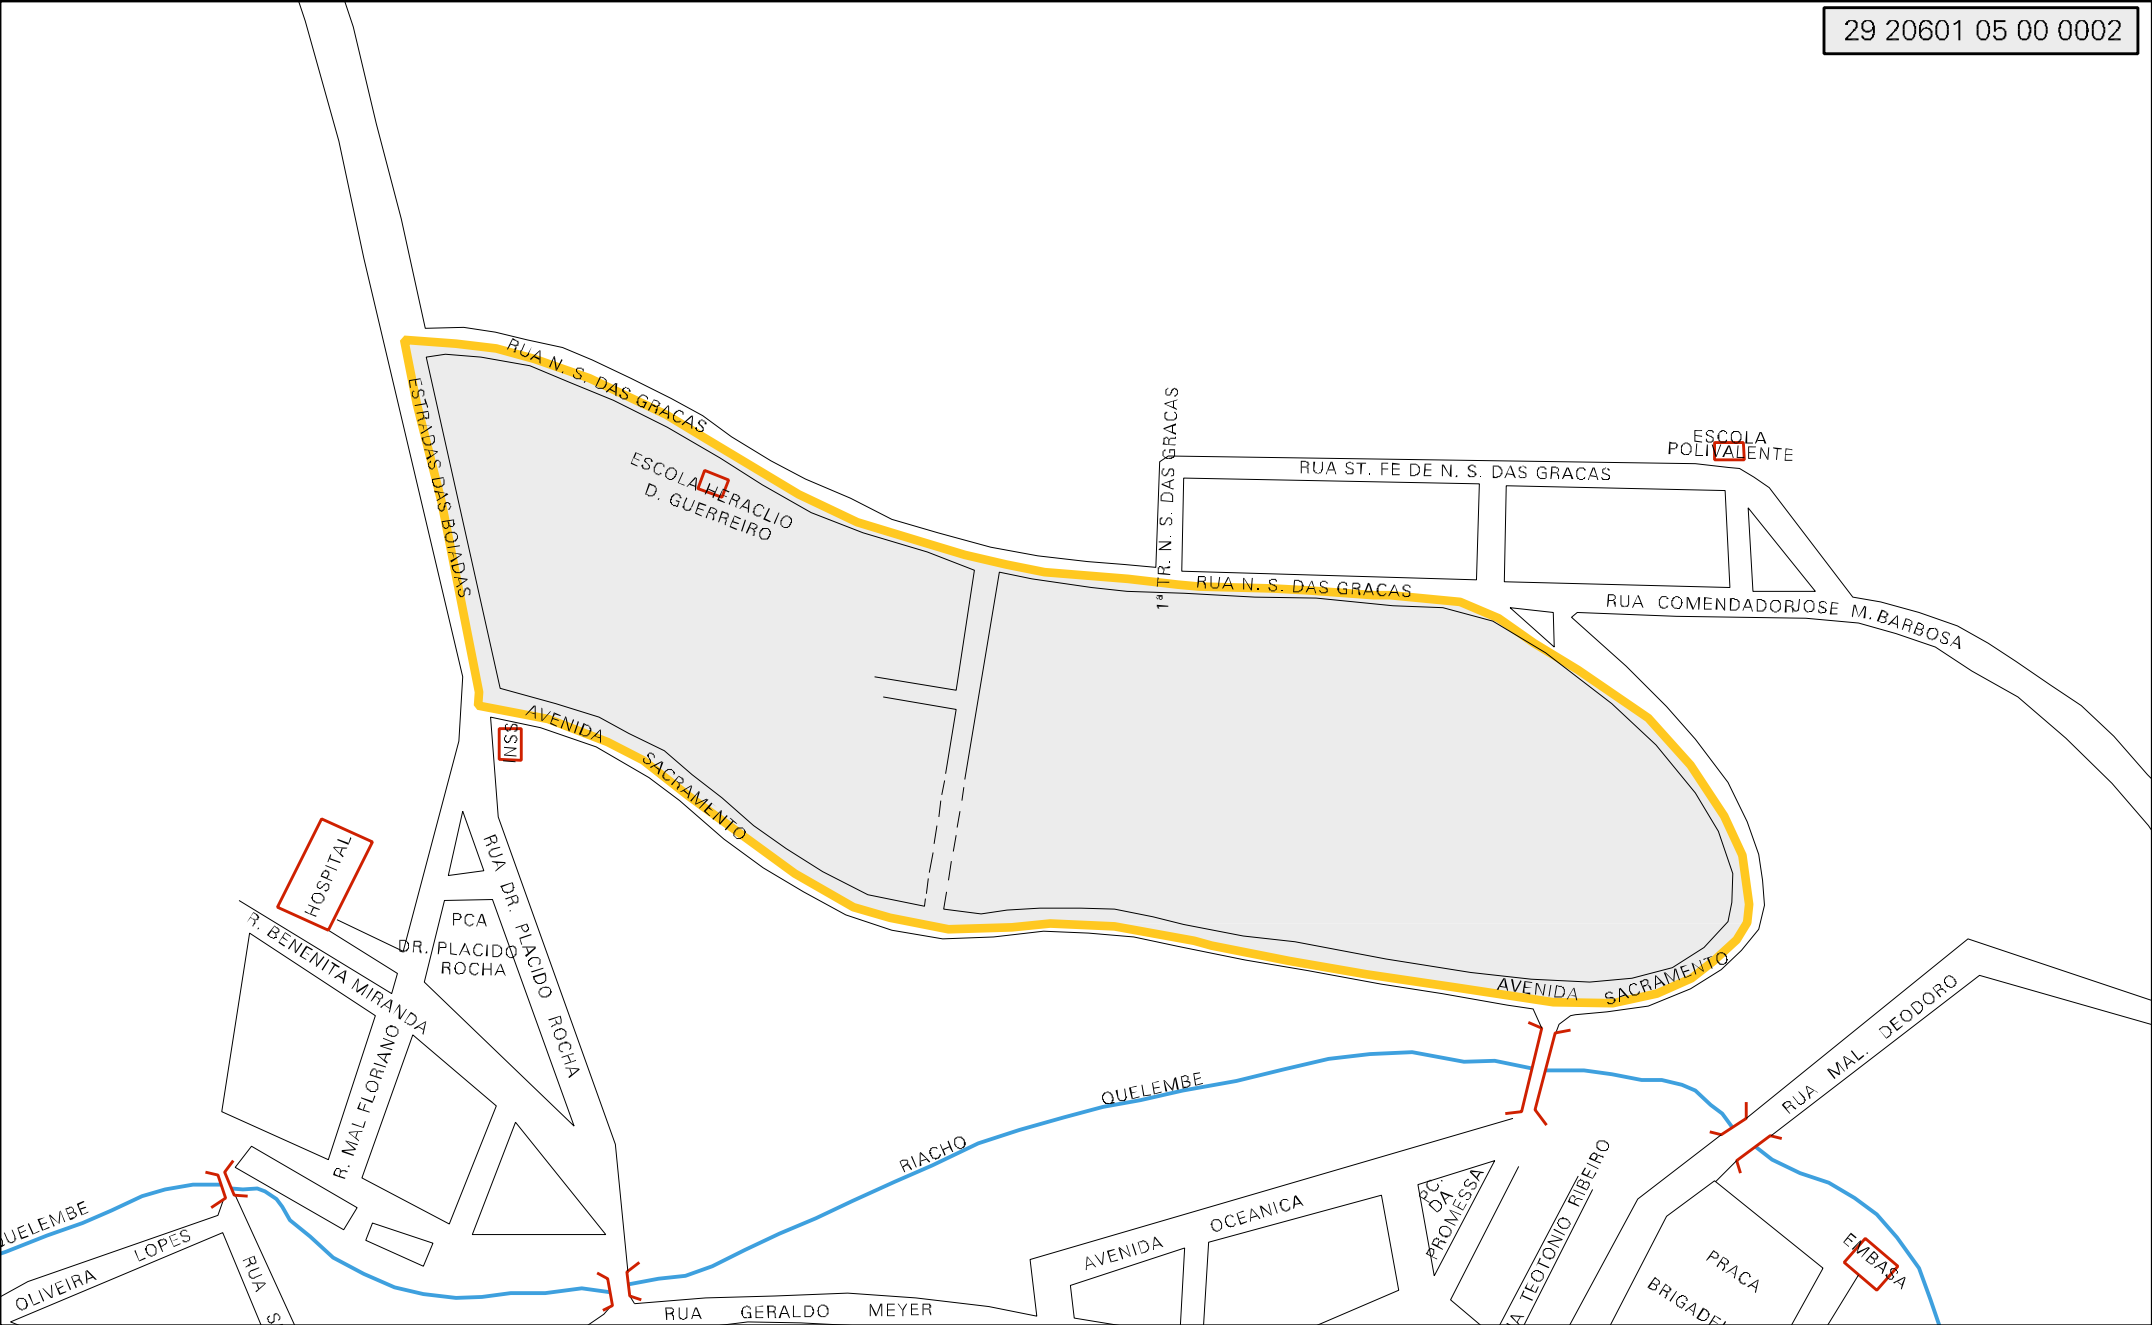 29 20601 05 00 0002
RUA N. S. DAS GRACAS
ESTRADAS DAS BOIADAS
ESCOLA HERACLIO
D. GUERREIRO
1ª TR. N. S. DAS GRACAS
ESCOLA
POLIVALENTE
RUA ST. FE DE N. S. DAS GRACAS
RUA N. S. DAS GRACAS
RUA COMENDADOR JOSE M. BARBOSA
AVENIDA SACRAMENTO
INSS
HOSPITAL
RUA DR. PLACIDO ROCHA
PCA
DR. PLACIDO
ROCHA
R. BENENITA MIRANDA
R. MAL FLORIANO
AVENIDA SACRAMENTO
RUA MAL. DEODORO
RIACHO QUELEMBE
QUELEMBE
OLIVEIRA LOPES
RUA S
RUA GERALDO MEYER
AVENIDA OCEANICA
PC.
DA
PROMESSA
A TEOTONIO RIBEIRO
PRACA
BRIGADEI
EMBASA